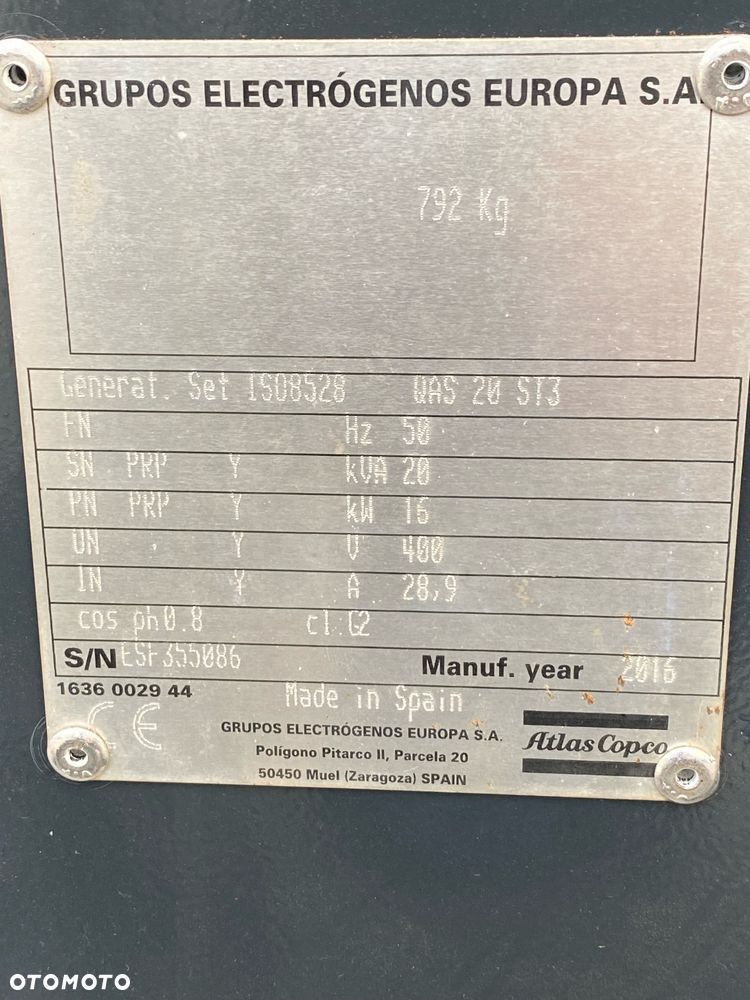 GRUPOS ELECTRÓGENOS EUROPA S.A.
792 Kg
Generat. Set ISO8528 QAS 20 ST3
FN Hz 50
SN PRP Y kVA 20
PN PRP Y kW 16
UN Y V 400
IN Y A 28,9
cos ph0.8 cl.G2
S/N ESF355086 Manuf. year 2016
1636 0029 44 Made in Spain
CE
GRUPOS ELECTRÓGENOS EUROPA S.A.
Polígono Pitarco II, Parcela 20
50450 Muel (Zaragoza) SPAIN
Atlas Copco
OTOMOTO